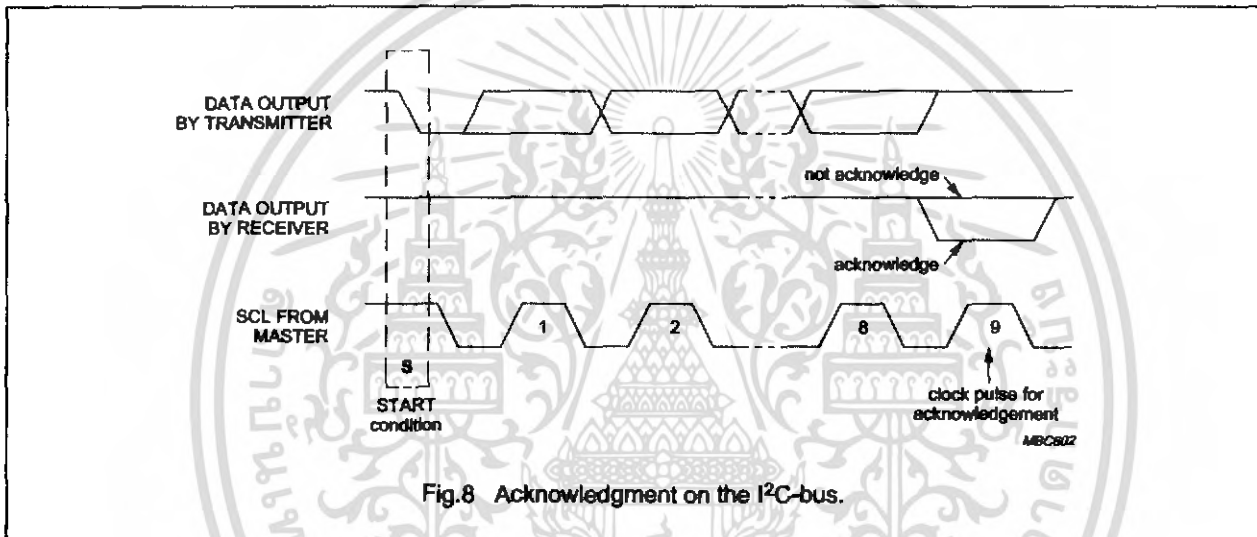 DATA OUTPUT
BY TRANSMITTER
not acknowledge
DATA OUTPUT
BY RECEIVER
acknowledge
SCL FROM
MASTER
1
2
8
9
S
START
condition
clock pulse for
acknowledgement
MBC602
Fig.8 Acknowledgment on the I²C-bus.